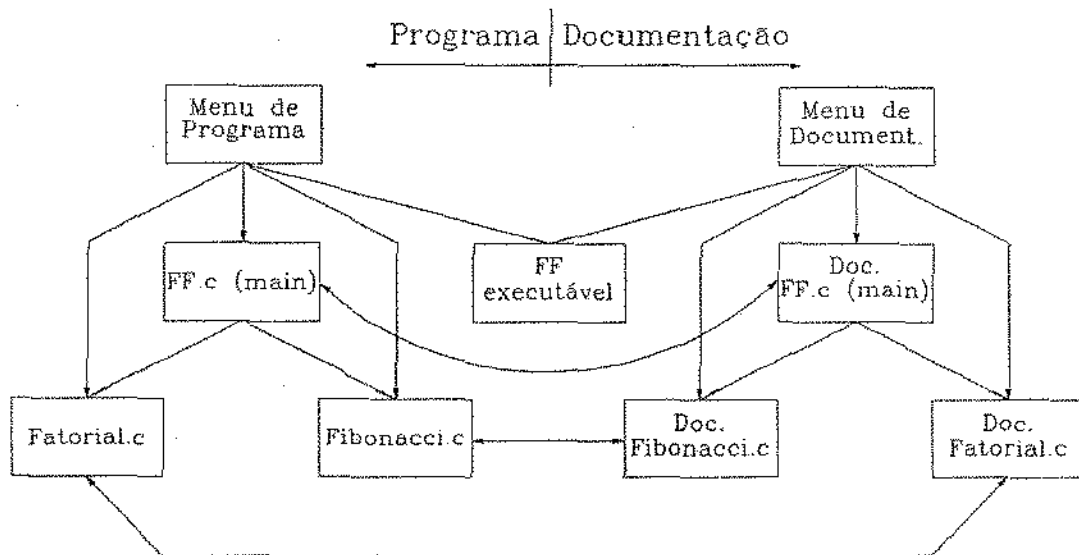 Programa Documentação
Menu de
Programa
Menu de
Document.
FF.c (main)
FF
executável
Doc.
FF.c (main)
Fatorial.c
Fibonacci.c
Doc.
Fibonacci.c
Doc.
Fatorial.c